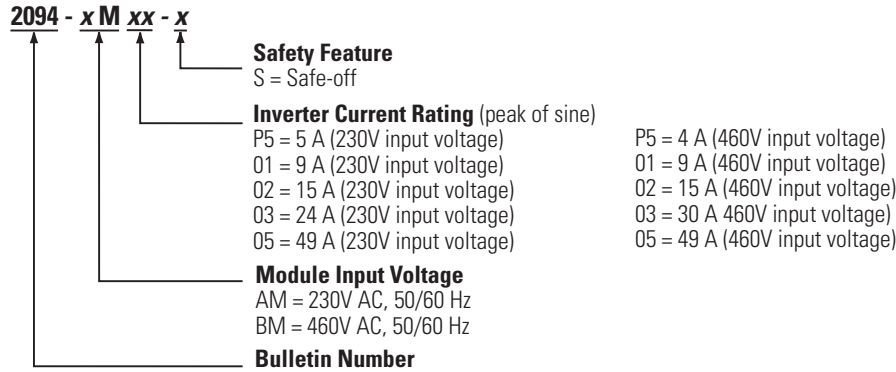 2094 - x M xx - x
Safety Feature
S = Safe-off
Inverter Current Rating (peak of sine)
P5 = 5 A (230V input voltage)
01 = 9 A (230V input voltage)
02 = 15 A (230V input voltage)
03 = 24 A (230V input voltage)
05 = 49 A (230V input voltage)
P5 = 4 A (460V input voltage)
01 = 9 A (460V input voltage)
02 = 15 A (460V input voltage)
03 = 30 A 460V input voltage)
05 = 49 A (460V input voltage)
Module Input Voltage
AM = 230V AC, 50/60 Hz
BM = 460V AC, 50/60 Hz
Bulletin Number